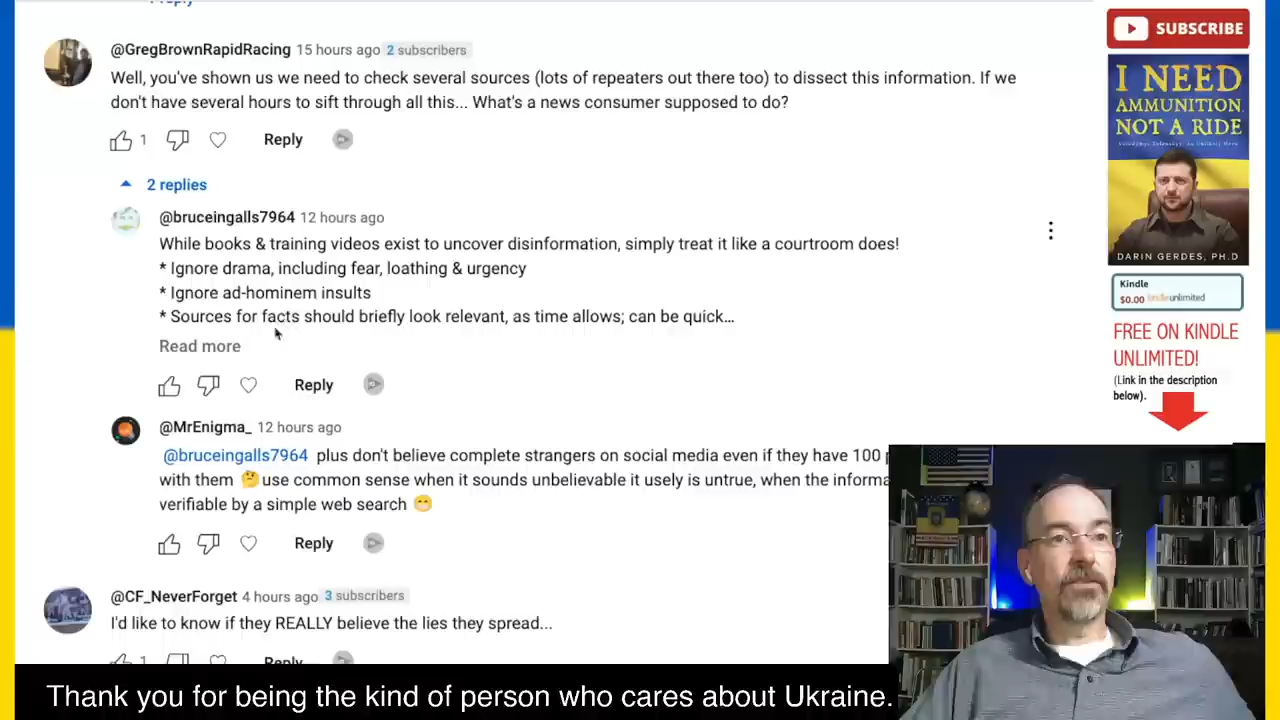 Reply
@GregBrownRapidRacing 15 hours ago 2 subscribers
Well, you've shown us we need to check several sources (lots of repeaters out there too) to dissect this information. If we
don't have several hours to sift through all this... What's a news consumer supposed to do?
1 Reply
2 replies
@bruceingalls7964 12 hours ago
While books & training videos exist to uncover disinformation, simply treat it like a courtroom does!
* Ignore drama, including fear, loathing & urgency
* Ignore ad-hominem insults
* Sources for facts should briefly look relevant, as time allows; can be quick…
Read more
Reply
@MrEnigma_ 12 hours ago
@bruceingalls7964 plus don't believe complete strangers on social media even if they have 100
with them 🤔 use common sense when it sounds unbelievable it usely is untrue, when the informa
verifiable by a simple web search 😁
Reply
@CF_NeverForget 4 hours ago 3 subscribers
I'd like to know if they REALLY believe the lies they spread...
1 Reply
Thank you for being the kind of person who cares about Ukraine.
SUBSCRIBE
I NEED
AMMUNITION
NOT A RIDE
DARIN GERDES, PH.D
Kindle
$0.00 kindleunlimited
FREE ON KINDLE
UNLIMITED!
(Link in the description
below).